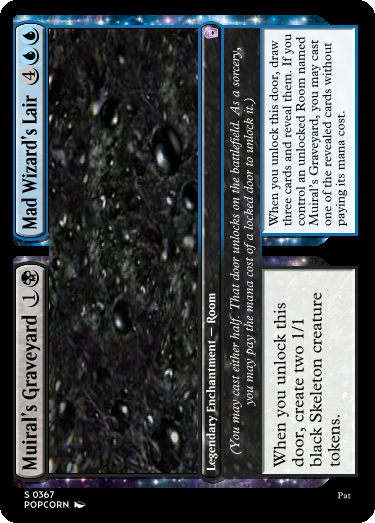 Muiral's Graveyard 1
When you unlock this
door, create two 1/1
black Skeleton creature
tokens.
Mad Wizard's Lair 4
When you unlock this door, draw
three cards and reveal them. If you
control an unlocked Room named
Muiral's Graveyard, you may cast
one of the revealed cards without
paying its mana cost.
Legendary Enchantment — Room
(You may cast either half. That door unlocks on the battlefield. As a sorcery,
you may pay the mana cost of a locked door to unlock it.)
S 0367
POPCORN
Pat